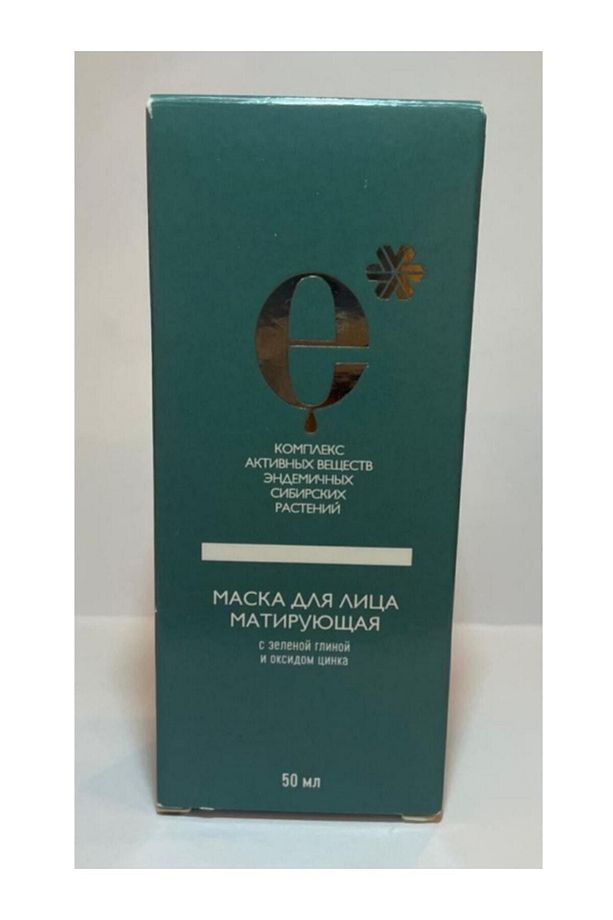 e
КОМПЛЕКС
АКТИВНЫХ ВЕЩЕСТВ
ЭНДЕМИЧНЫХ
СИБИРСКИХ
РАСТЕНИЙ
МАСКА ДЛЯ ЛИЦА
МАТИРУЮЩАЯ
с зеленой глиной
и оксидом цинка
50 мл